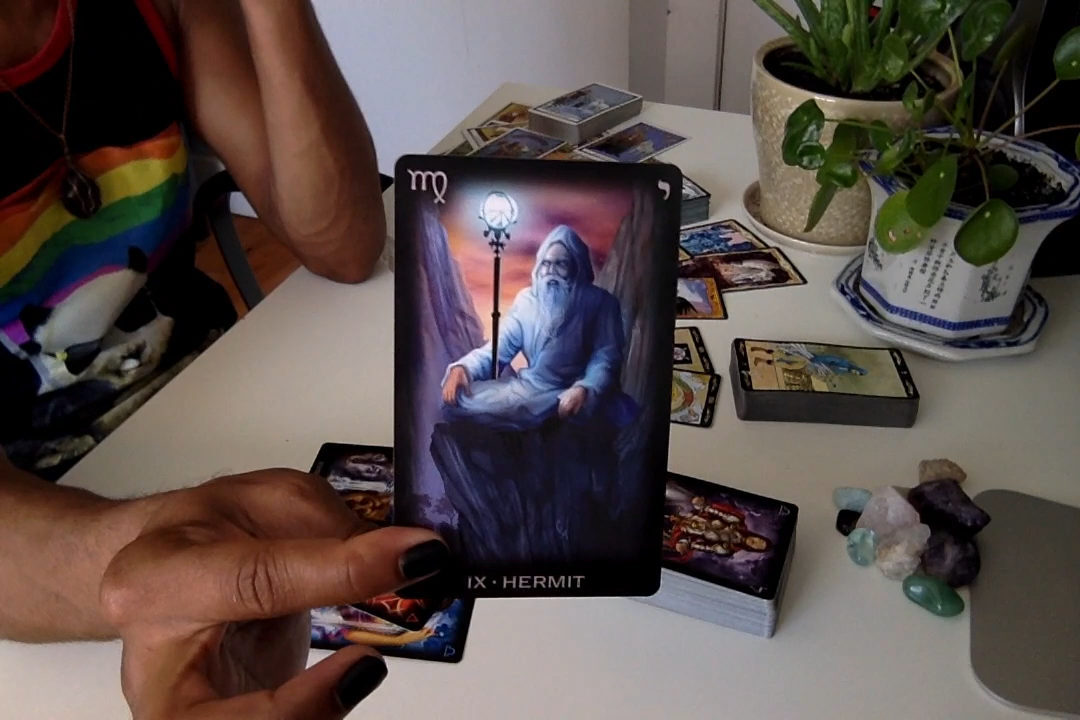 ♍ י
IX · HERMIT